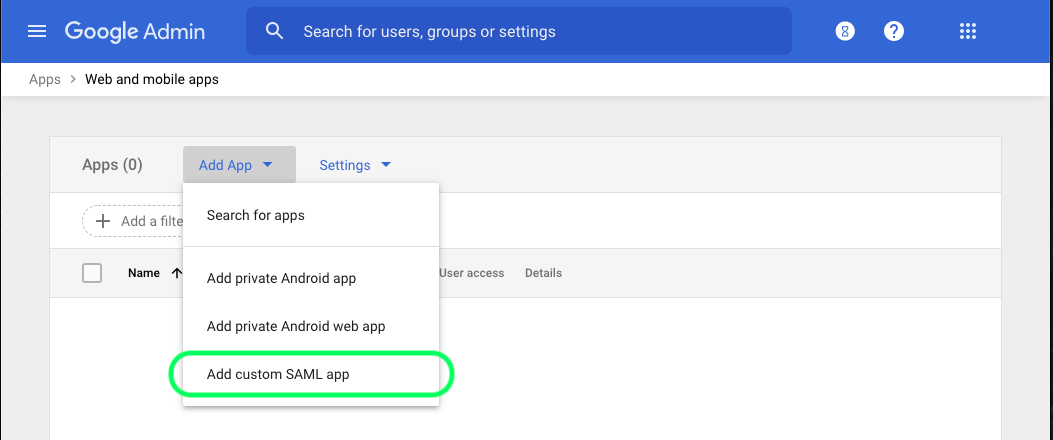 Google Admin
Search for users, groups or settings
Apps > Web and mobile apps
Apps (0)
Add App
Settings
Add a filte
Search for apps
Name
User access
Details
Add private Android app
Add private Android web app
Add custom SAML app